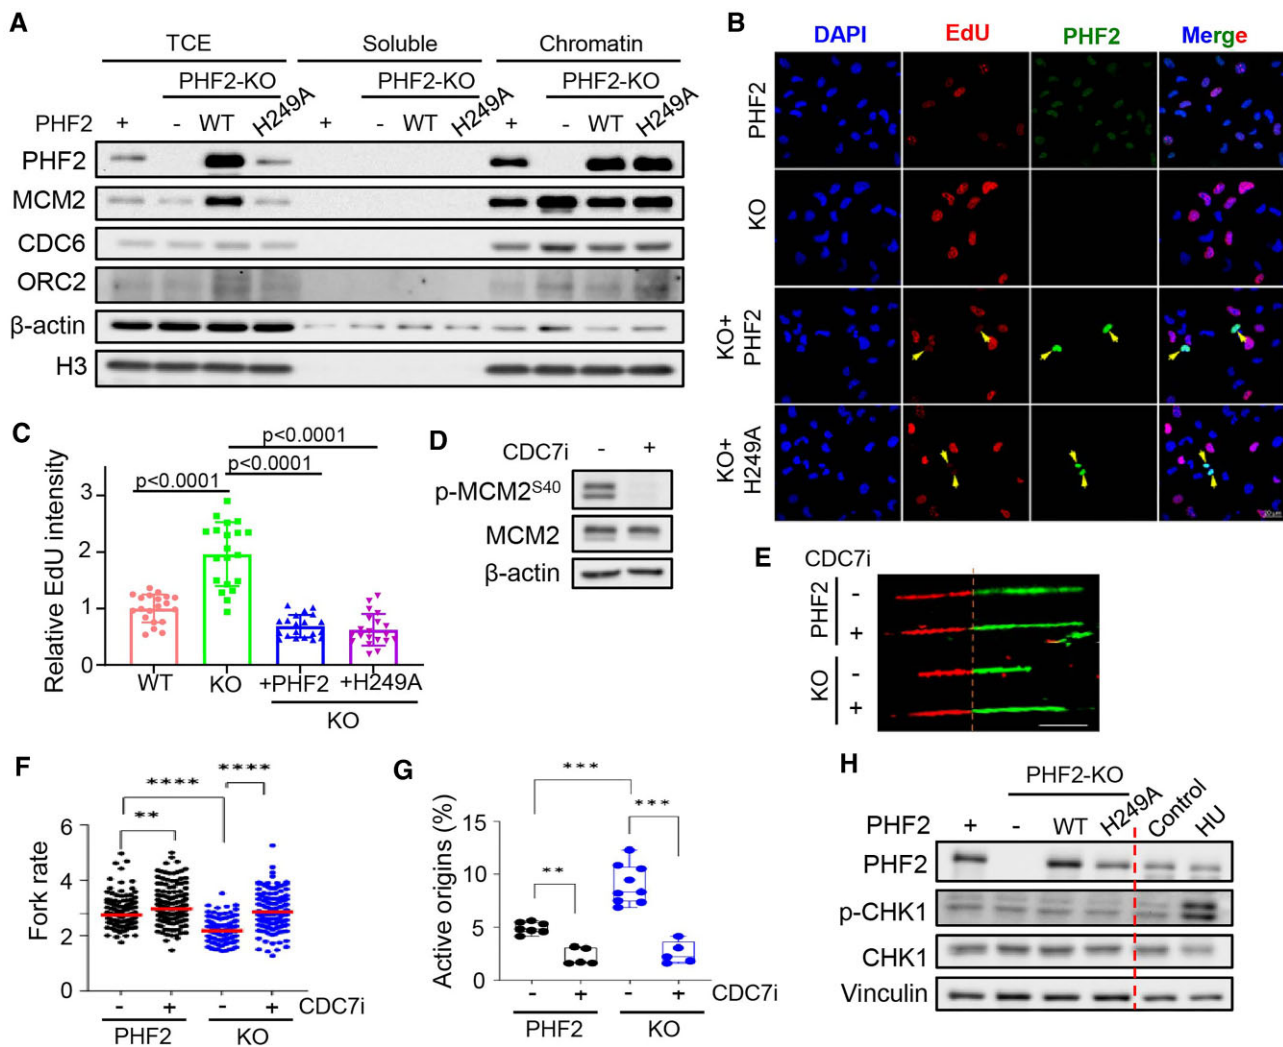 A
TCE Soluble Chromatin
PHF2-KO PHF2-KO PHF2-KO
PHF2 + - WT H249A + - WT H249A + - WT H249A
PHF2
MCM2
CDC6
ORC2
β-actin
H3
B
DAPI EdU PHF2 Merge
PHF2
KO
KO+
PHF2
KO+
H249A
C
Relative EdU intensity
p<0.0001
p<0.0001
p<0.0001
3
2
1
0
WT KO +PHF2 +H249A
KO
D
CDC7i - +
p-MCM2S40
MCM2
β-actin
E
CDC7i
PHF2 - +
KO - +
F
Fork rate
****
****
**
6
4
2
0
- + - + CDC7i
PHF2 KO
G
Active origins (%)
***
***
**
15
10
5
0
- + - + CDC7i
PHF2 KO
H
PHF2-KO
PHF2 + - WT H249A Control HU
PHF2
p-CHK1
CHK1
Vinculin